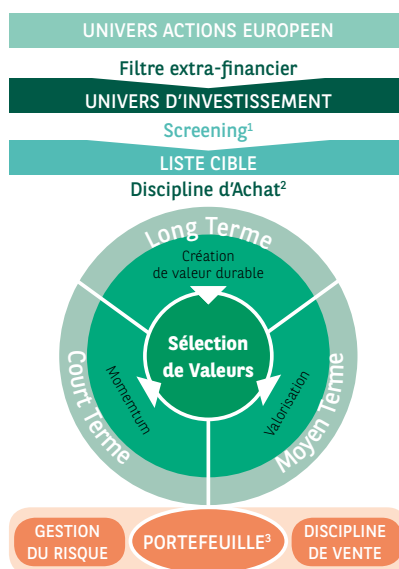 UNIVERS ACTIONS EUROPEEN
Filtre extra-financier
UNIVERS D'INVESTISSEMENT
Screening¹
LISTE CIBLE
Discipline d'Achat²
Long Terme
Création
de valeur durable
Sélection
de Valeurs
Court Terme
Momemtum
Valorisation
Moyen Terme
GESTION
DU RISQUE
PORTEFEUILLE³
DISCIPLINE
DE VENTE